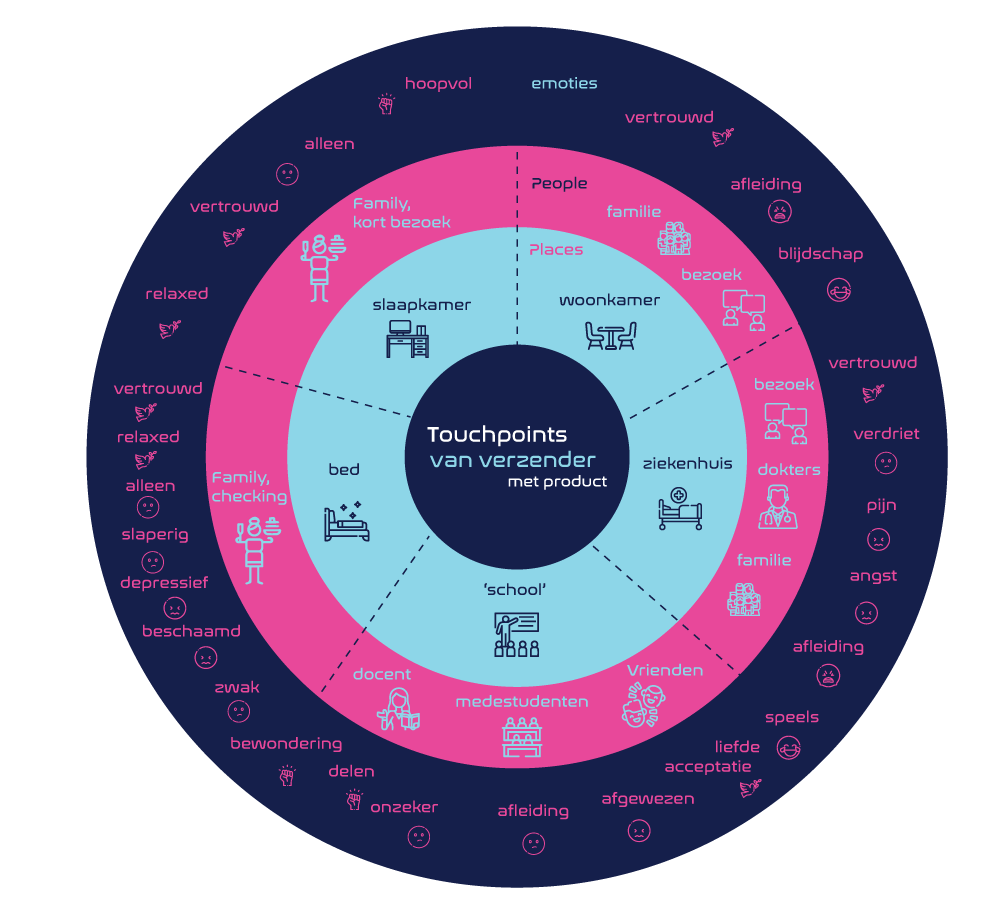 hoopvol
emoties
vertrouwd
alleen
afleiding
vertrouwd
blijdschap
relaxed
vertrouwd
vertrouwd
relaxed
verdriet
alleen
pijn
slaperig
depressief
angst
beschaamd
afleiding
zwak
speels
bewondering
liefde
acceptatie
delen
onzeker
afleiding
afgewezen
People
Family,
kort bezoek
familie
bezoek
bezoek
dokters
familie
Family,
checking
docent
medestudenten
Vrienden
Places
slaapkamer
woonkamer
bed
ziekenhuis
‘school’
Touchpoints
van verzender
met product